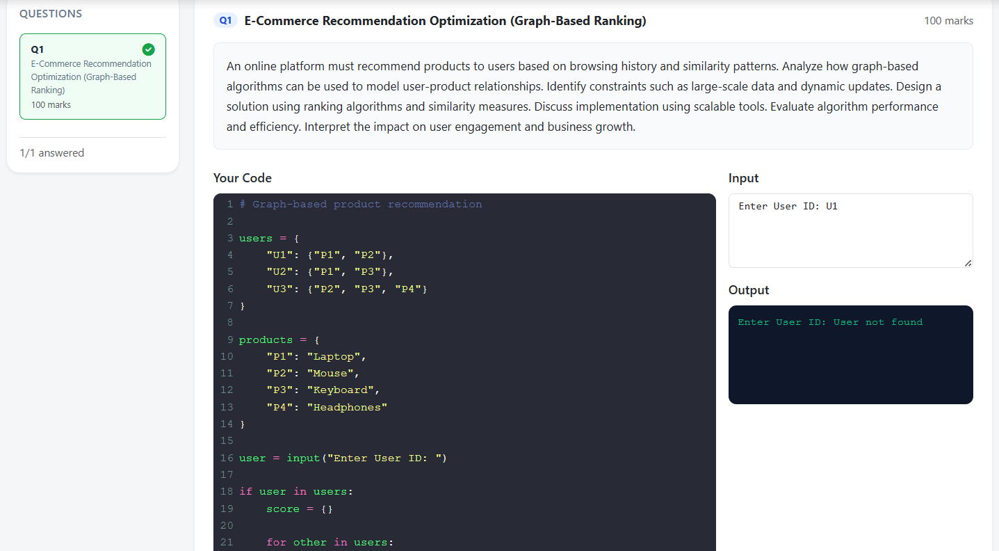 QUESTIONS
Q1
E-Commerce Recommendation
Optimization (Graph-Based
Ranking)
100 marks
1/1 answered
Q1 E-Commerce Recommendation Optimization (Graph-Based Ranking) 100 marks
An online platform must recommend products to users based on browsing history and similarity patterns. Analyze how graph-based
algorithms can be used to model user-product relationships. Identify constraints such as large-scale data and dynamic updates. Design a
solution using ranking algorithms and similarity measures. Discuss implementation using scalable tools. Evaluate algorithm performance
and efficiency. Interpret the impact on user engagement and business growth.
Your Code
1 # Graph-based product recommendation
2
3 users = {
4     "U1": {"P1", "P2"},
5     "U2": {"P1", "P3"},
6     "U3": {"P2", "P3", "P4"}
7 }
8
9 products = {
10     "P1": "Laptop",
11     "P2": "Mouse",
12     "P3": "Keyboard",
13     "P4": "Headphones"
14 }
15
16 user = input("Enter User ID: ")
17
18 if user in users:
19     score = {}
20
21     for other in users:
Input
Enter User ID: U1
Output
Enter User ID: User not found